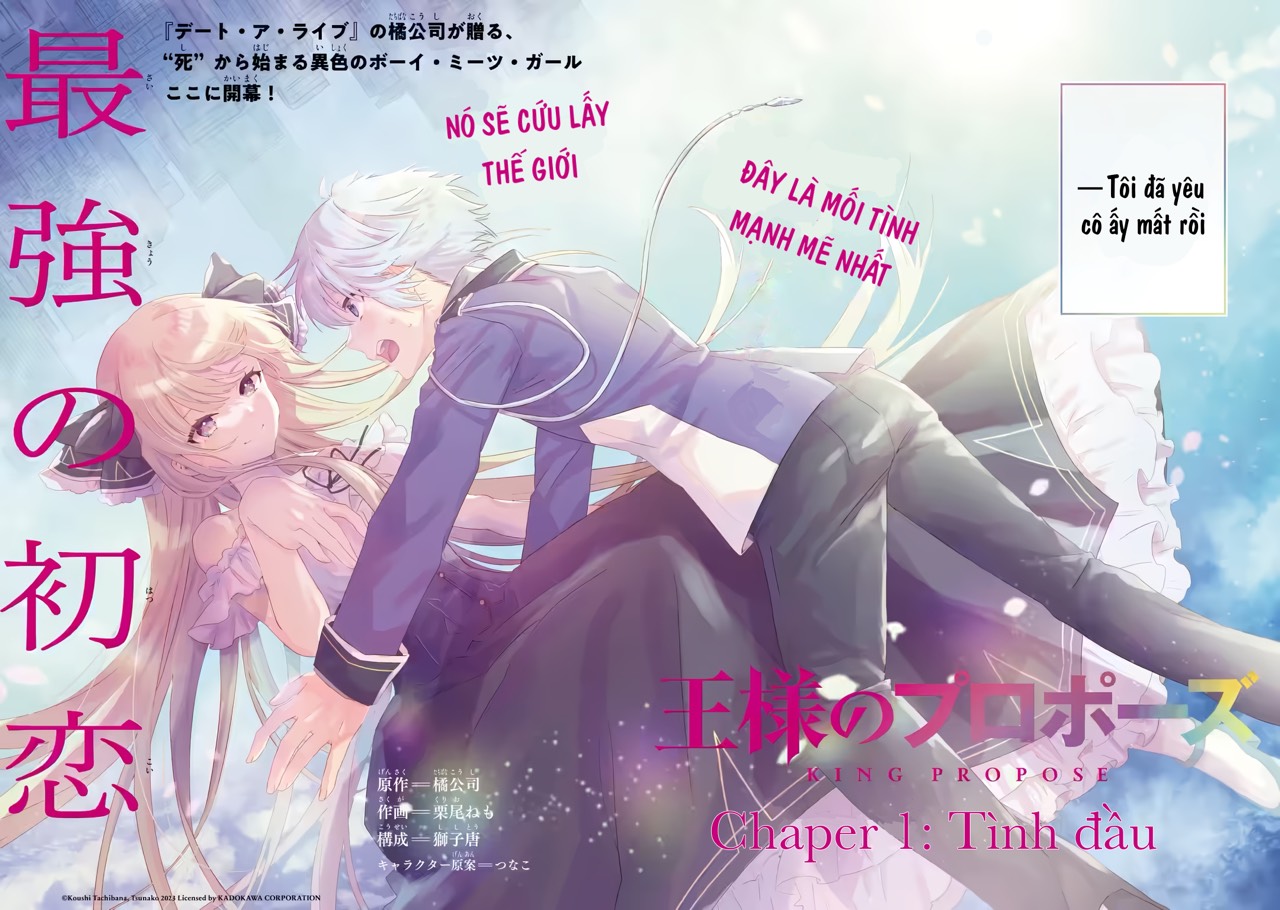 『デート・ア・ライブ』の橘公司が贈る、
“死”から始まる異色のボーイ・ミーツ・ガール
ここに開幕！
最強の初恋
NÓ SẼ CỨU LẤY
THẾ GIỚI
ĐÂY LÀ MỐI TÌNH
MẠNH MẼ NHẤT
—Tôi đã yêu
cô ấy mất rồi
王様のプロポーズ
KING PROPOSE
Chaper 1: Tình đầu
原作＝橘公司
作画＝栗尾ねも
構成＝獅子唐
キャラクター原案＝つなこ
©Koushi Tachibana, Tsunako 2023 Licensed by KADOKAWA CORPORATION